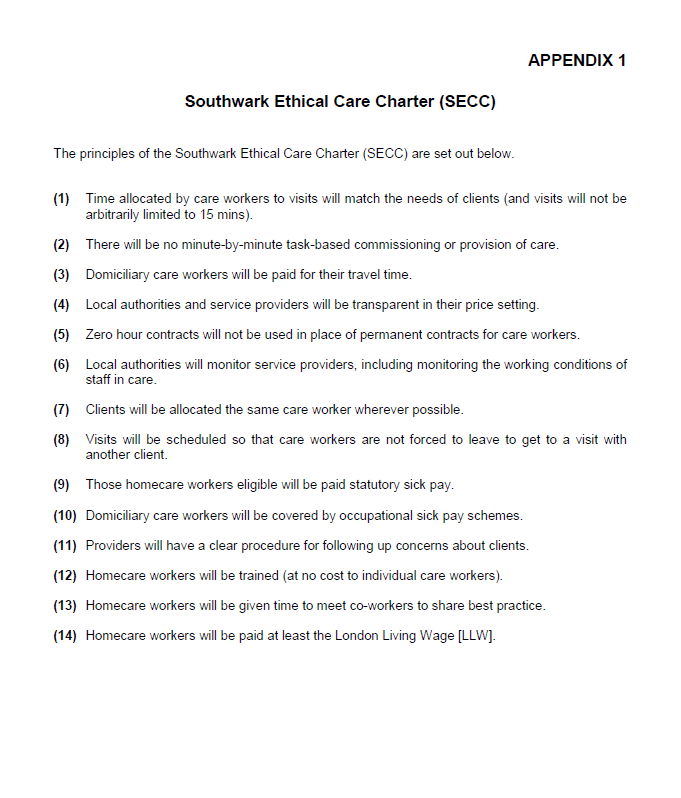 APPENDIX 1
Southwark Ethical Care Charter (SECC)
The principles of the Southwark Ethical Care Charter (SECC) are set out below.
(1) Time allocated by care workers to visits will match the needs of clients (and visits will not be
arbitrarily limited to 15 mins).
(2) There will be no minute-by-minute task-based commissioning or provision of care.
(3) Domiciliary care workers will be paid for their travel time.
(4) Local authorities and service providers will be transparent in their price setting.
(5) Zero hour contracts will not be used in place of permanent contracts for care workers.
(6) Local authorities will monitor service providers, including monitoring the working conditions of
staff in care.
(7) Clients will be allocated the same care worker wherever possible.
(8) Visits will be scheduled so that care workers are not forced to leave to get to a visit with
another client.
(9) Those homecare workers eligible will be paid statutory sick pay.
(10) Domiciliary care workers will be covered by occupational sick pay schemes.
(11) Providers will have a clear procedure for following up concerns about clients.
(12) Homecare workers will be trained (at no cost to individual care workers).
(13) Homecare workers will be given time to meet co-workers to share best practice.
(14) Homecare workers will be paid at least the London Living Wage [LLW].